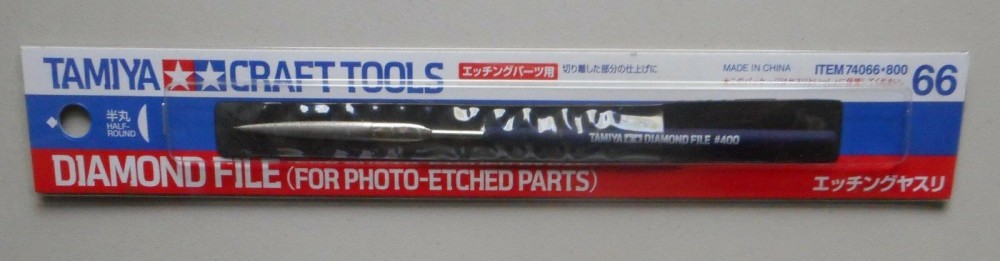 TAMIYA CRAFT TOOLS
エッチングパーツ用 切り離した部分の仕上げに
MADE IN CHINA
ITEM 74066・800
66
半丸
HALF-ROUND
TAMIYA DIAMOND FILE #400
DIAMOND FILE (FOR PHOTO-ETCHED PARTS)
エッチングヤスリ